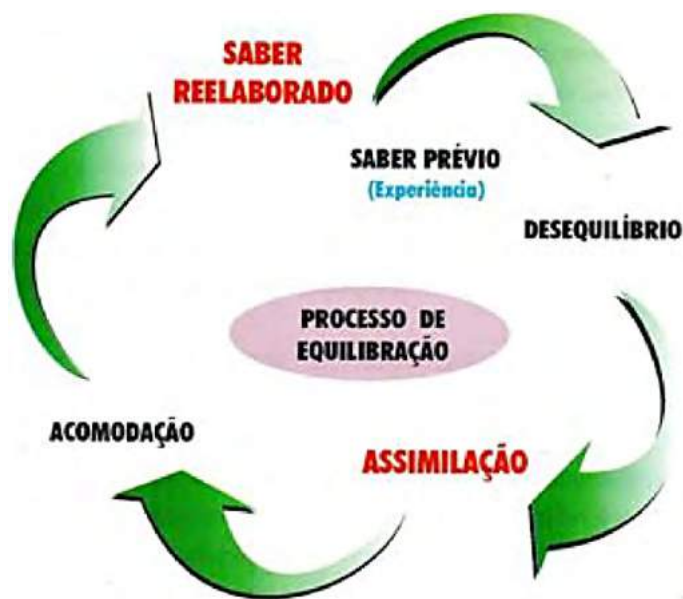 SABER
REELABORADO
SABER PRÉVIO
(Experiência)
DESEQUILÍBRIO
PROCESSO DE
EQUILIBRAÇÃO
ACOMODAÇÃO
ASSIMILAÇÃO